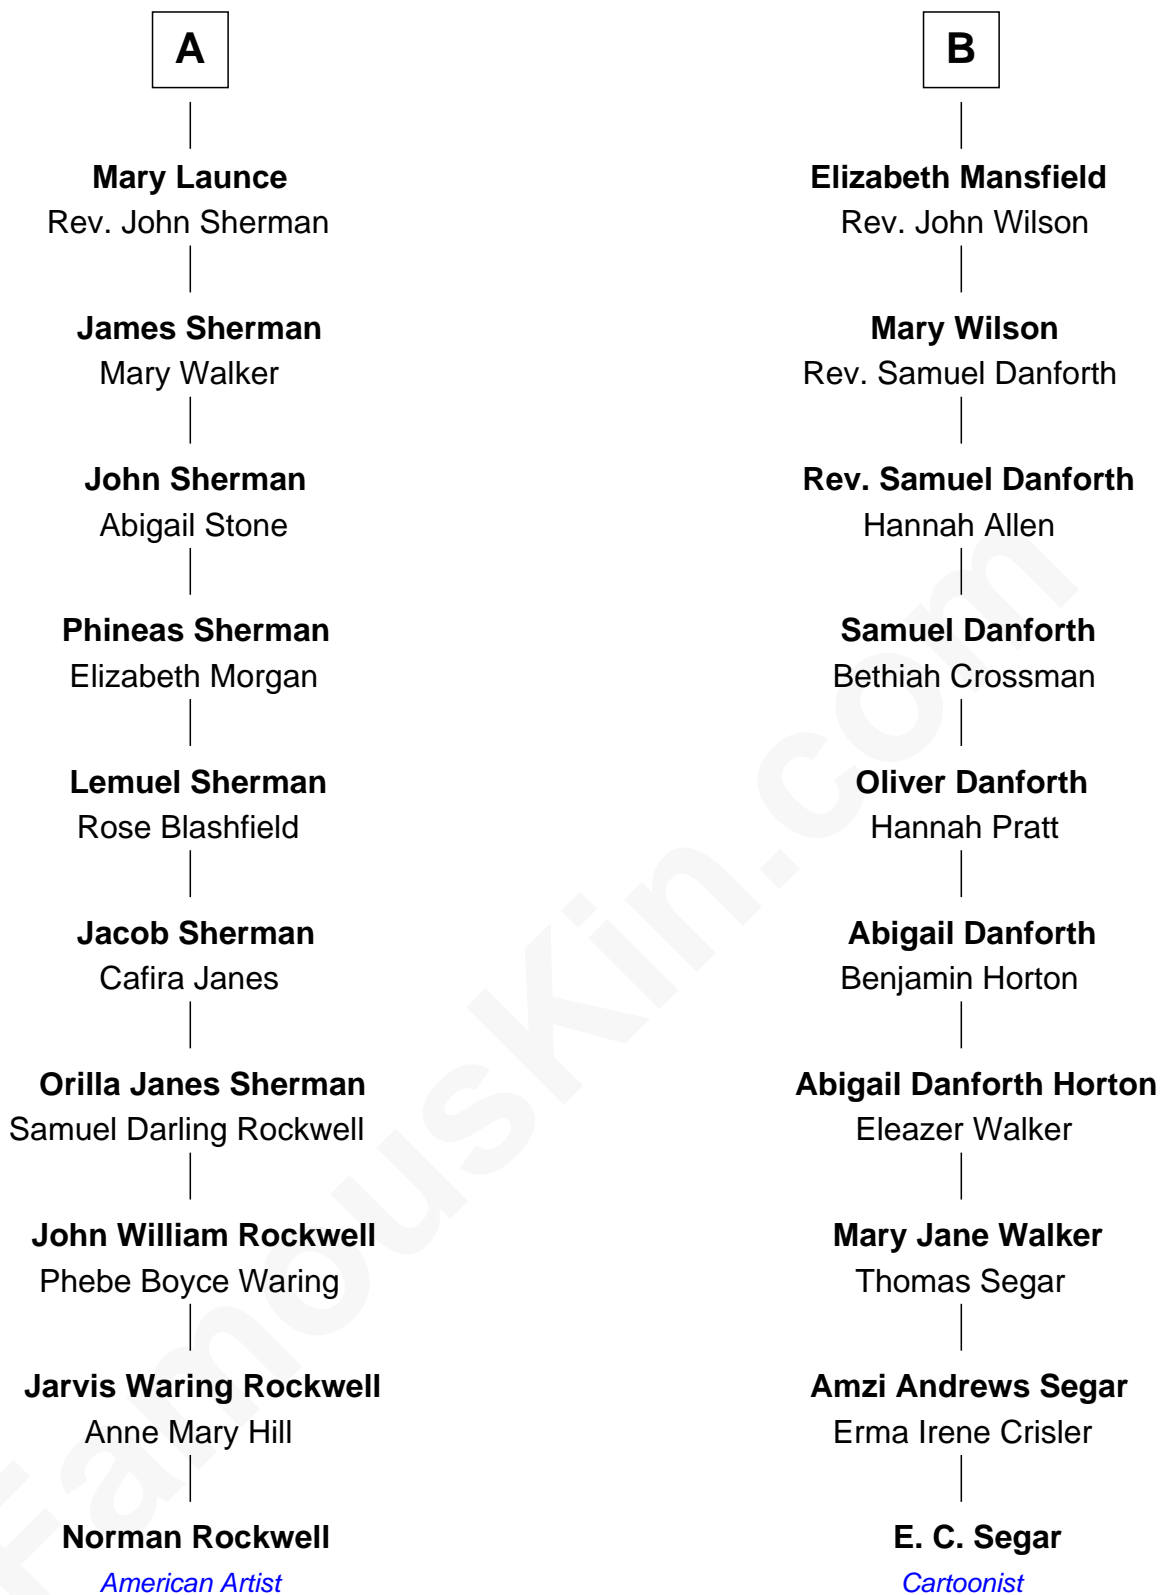 A
Mary Launce
Rev. John Sherman
James Sherman
Mary Walker
John Sherman
Abigail Stone
Phineas Sherman
Elizabeth Morgan
Lemuel Sherman
Rose Blashfield
Jacob Sherman
Cafira Janes
Orilla Janes Sherman
Samuel Darling Rockwell
John William Rockwell
Phebe Boyce Waring
Jarvis Waring Rockwell
Anne Mary Hill
Norman Rockwell
American Artist
B
Elizabeth Mansfield
Rev. John Wilson
Mary Wilson
Rev. Samuel Danforth
Rev. Samuel Danforth
Hannah Allen
Samuel Danforth
Bethiah Crossman
Oliver Danforth
Hannah Pratt
Abigail Danforth
Benjamin Horton
Abigail Danforth Horton
Eleazer Walker
Mary Jane Walker
Thomas Segar
Amzi Andrews Segar
Erma Irene Crisler
E. C. Segar
Cartoonist
FamousKin.com